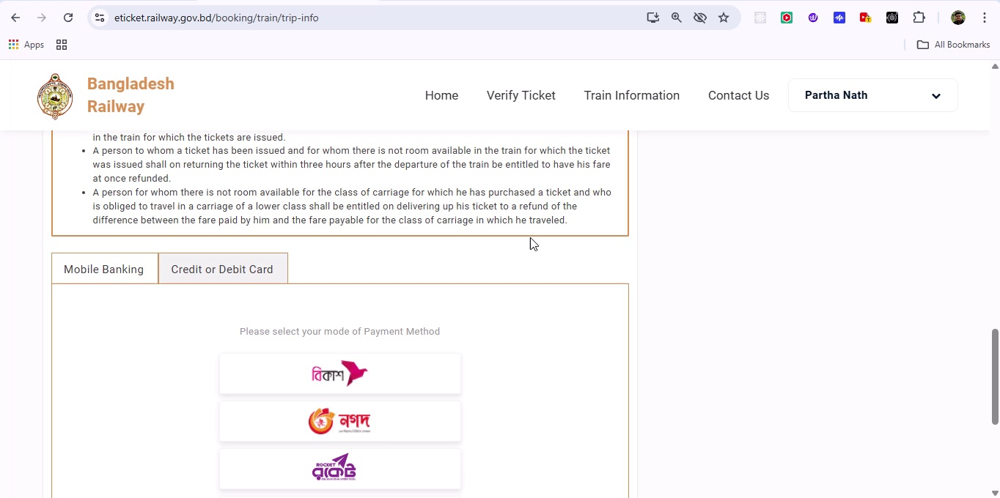 eticket.railway.gov.bd/booking/train/trip-info
Apps
All Bookmarks
Bangladesh
Railway
Home
Verify Ticket
Train Information
Contact Us
Partha Nath
in the train for which the tickets are issued.
• A person to whom a ticket has been issued and for whom there is not room available in the train for which the ticket
was issued shall on returning the ticket within three hours after the departure of the train be entitled to have his fare
at once refunded.
• A person for whom there is not room available for the class of carriage for which he has purchased a ticket and who
is obliged to travel in a carriage of a lower class shall be entitled on delivering up his ticket to a refund of the
difference between the fare paid by him and the fare payable for the class of carriage in which he traveled.
Mobile Banking
Credit or Debit Card
Please select your mode of Payment Method
বিকাশ
নগদ
ROCKET
রকেট